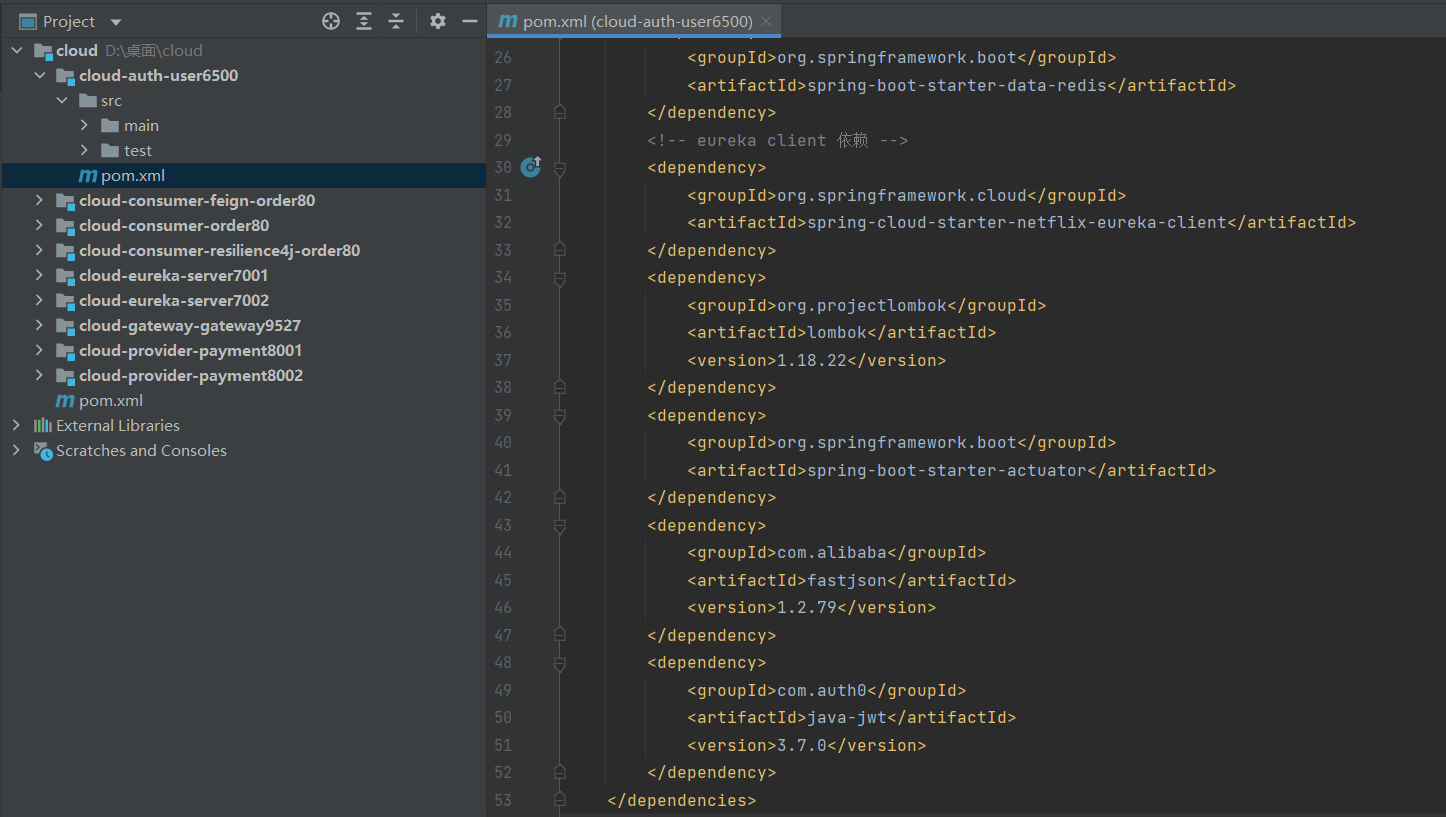 Project
cloud D:\桌面\cloud
cloud-auth-user6500
src
main
test
pom.xml
cloud-consumer-feign-order80
cloud-consumer-order80
cloud-consumer-resilience4j-order80
cloud-eureka-server7001
cloud-eureka-server7002
cloud-gateway-gateway9527
cloud-provider-payment8001
cloud-provider-payment8002
pom.xml
External Libraries
Scratches and Consoles
pom.xml (cloud-auth-user6500)
26 <groupId>org.springframework.boot</groupId>
27 <artifactId>spring-boot-starter-data-redis</artifactId>
28 </dependency>
29 <!-- eureka client 依赖 -->
30 <dependency>
31 <groupId>org.springframework.cloud</groupId>
32 <artifactId>spring-cloud-starter-netflix-eureka-client</artifactId>
33 </dependency>
34 <dependency>
35 <groupId>org.projectlombok</groupId>
36 <artifactId>lombok</artifactId>
37 <version>1.18.22</version>
38 </dependency>
39 <dependency>
40 <groupId>org.springframework.boot</groupId>
41 <artifactId>spring-boot-starter-actuator</artifactId>
42 </dependency>
43 <dependency>
44 <groupId>com.alibaba</groupId>
45 <artifactId>fastjson</artifactId>
46 <version>1.2.79</version>
47 </dependency>
48 <dependency>
49 <groupId>com.auth0</groupId>
50 <artifactId>java-jwt</artifactId>
51 <version>3.7.0</version>
52 </dependency>
53 </dependencies>